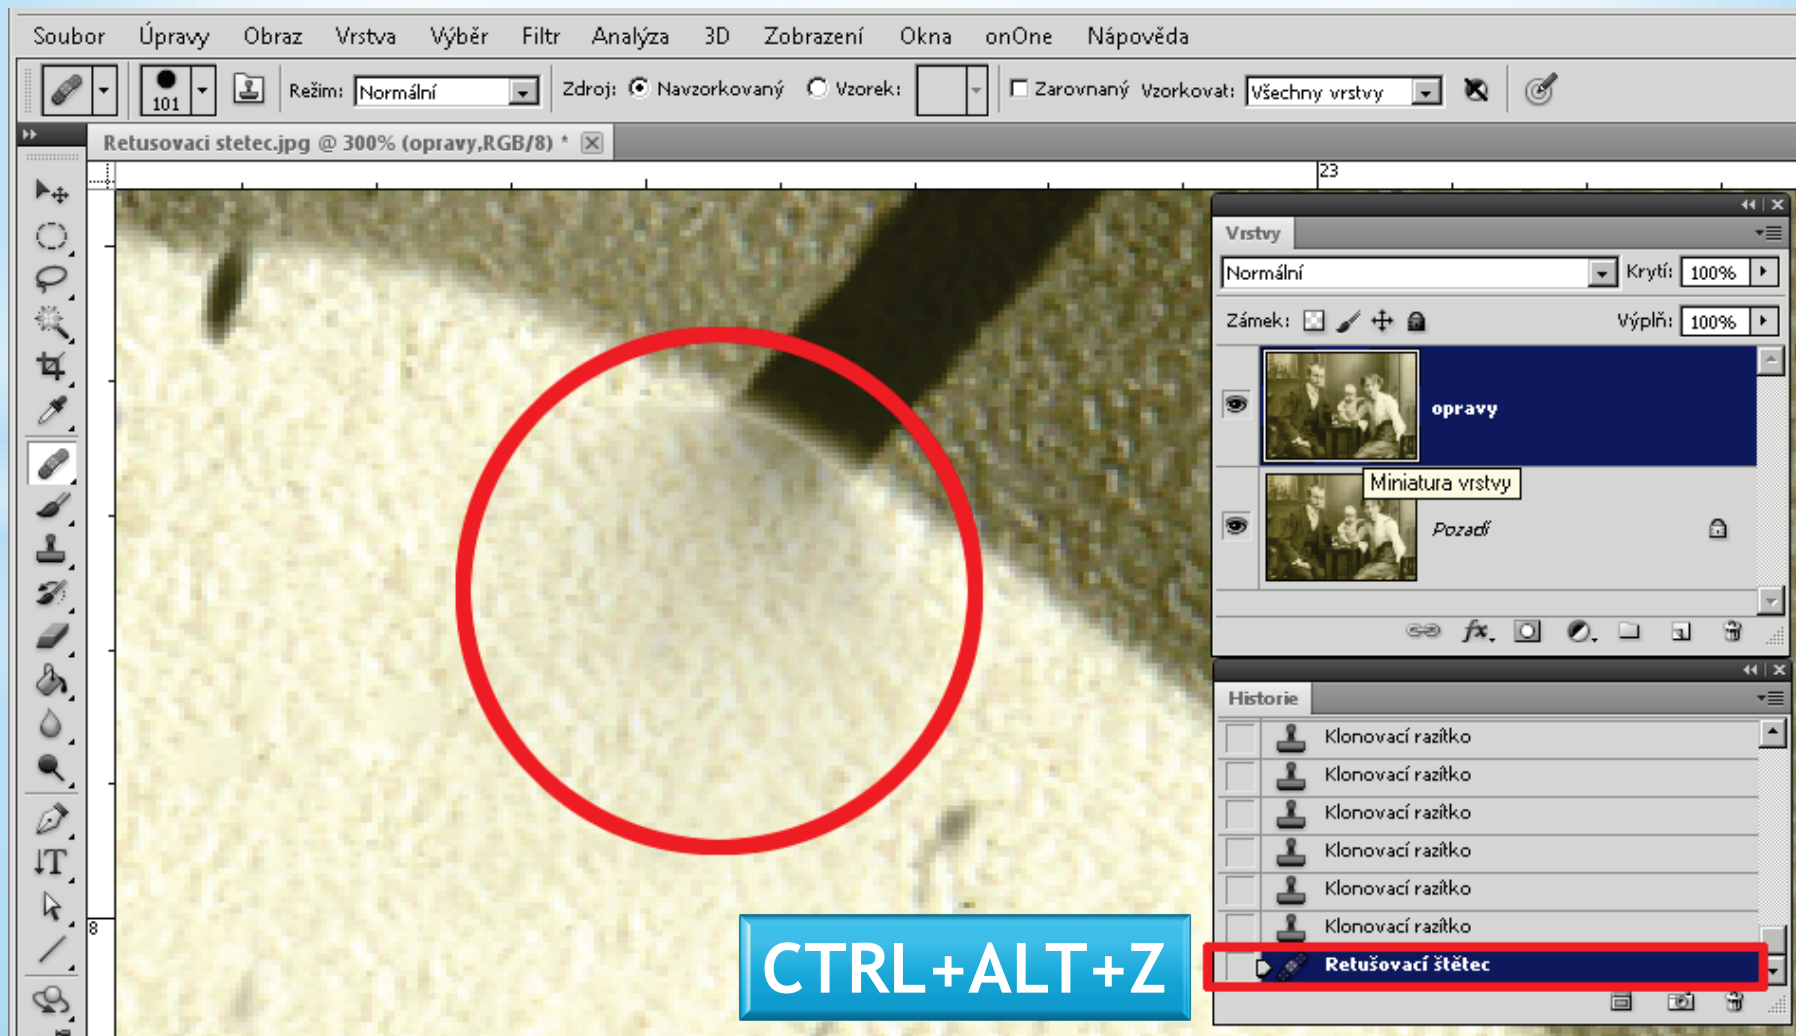 Soubor Úpravy Obraz Vrstva Výběr Filtr Analýza 3D Zobrazení Okna onOne Nápověda
101 Režim: Normální Zdroj: Navzorkovaný Vzorek: Zarovnaný Vzorkovat: Všechny vrstvy
Retusovaci stetec.jpg @ 300% (opravy,RGB/8) *
23
8
Vrstvy
Normální Krytí: 100%
Zámek: Výplň: 100%
opravy
Miniatura vrstvy
Pozadí
fx.
Historie
Klonovací razítko
Klonovací razítko
Klonovací razítko
Klonovací razítko
Klonovací razítko
Klonovací razítko
Retušovací štětec
CTRL+ALT+Z